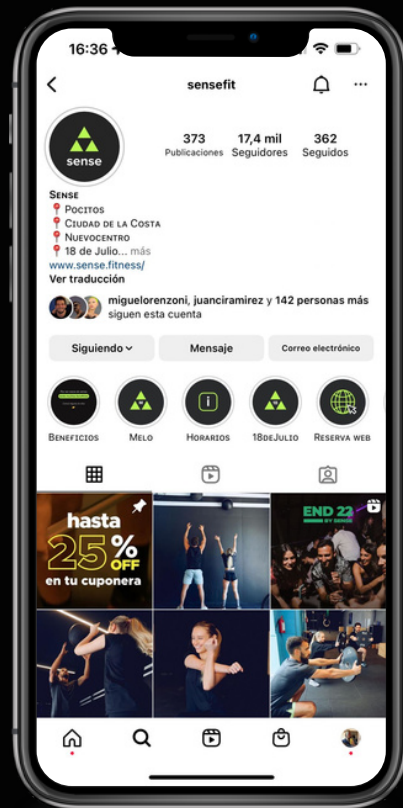 16:36
sensefit
sense
373
Publicaciones
17,4 mil
Seguidores
362
Seguidos
Sense
📍 Pocitos
📍 Ciudad de la Costa
📍 Nuevocentro
📍 18 de Julio... más
www.sense.fitness/
Ver traducción
miguelorenzoni, juanciramirez y 142 personas más
siguen esta cuenta
Siguiendo
Mensaje
Correo electrónico
Beneficios
Melo
Horarios
18deJulio
Reserva web
hasta
25% OFF
en tu cuponera
END 22
BY SENSE